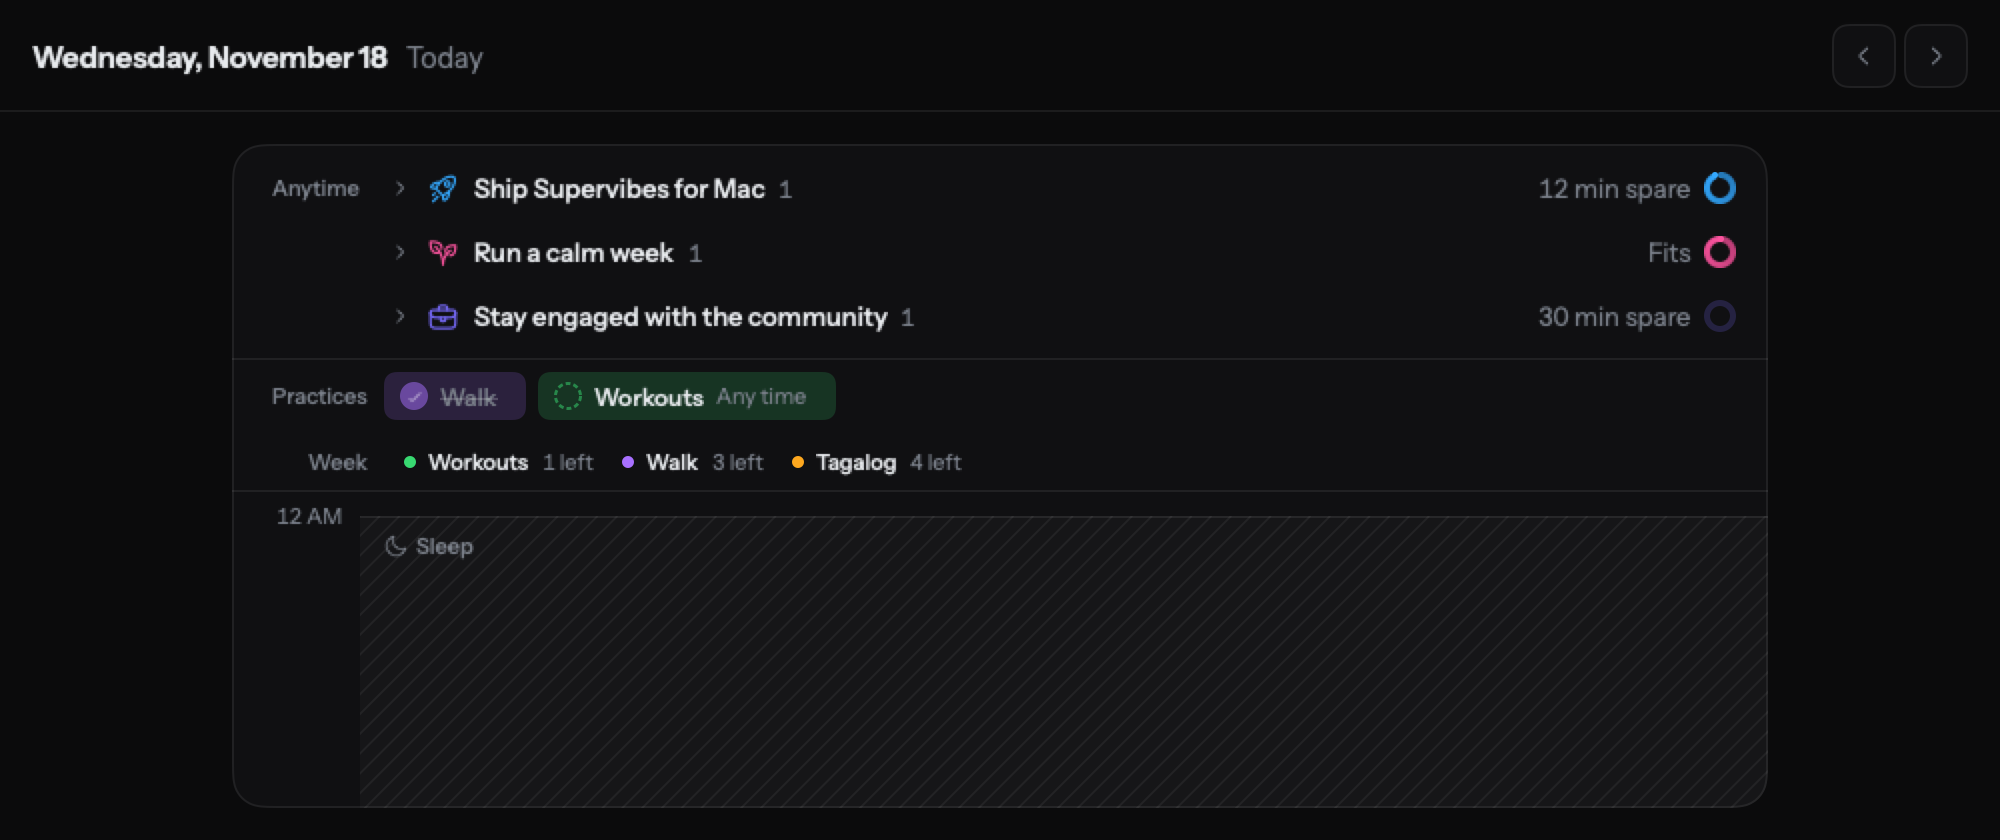 Wednesday, November 18 Today
Anytime Ship Supervibes for Mac 1 12 min spare
Run a calm week 1 Fits
Stay engaged with the community 1 30 min spare
Practices Walk Workouts Any time
Week Workouts 1 left Walk 3 left Tagalog 4 left
12 AM
Sleep